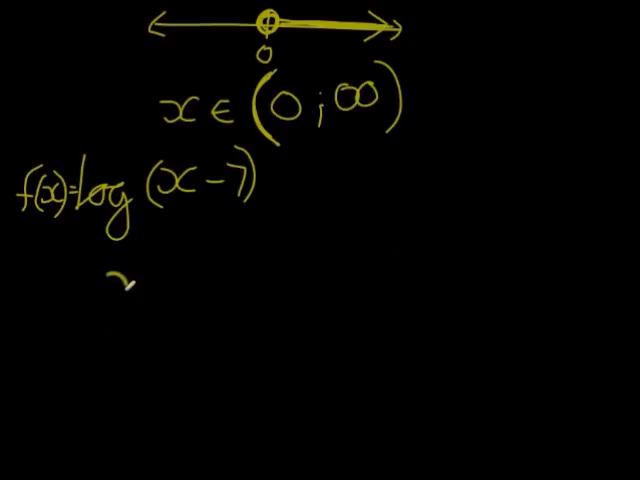 0
x ∈ (0 ; ∞)
f(x)=log (x - 7)